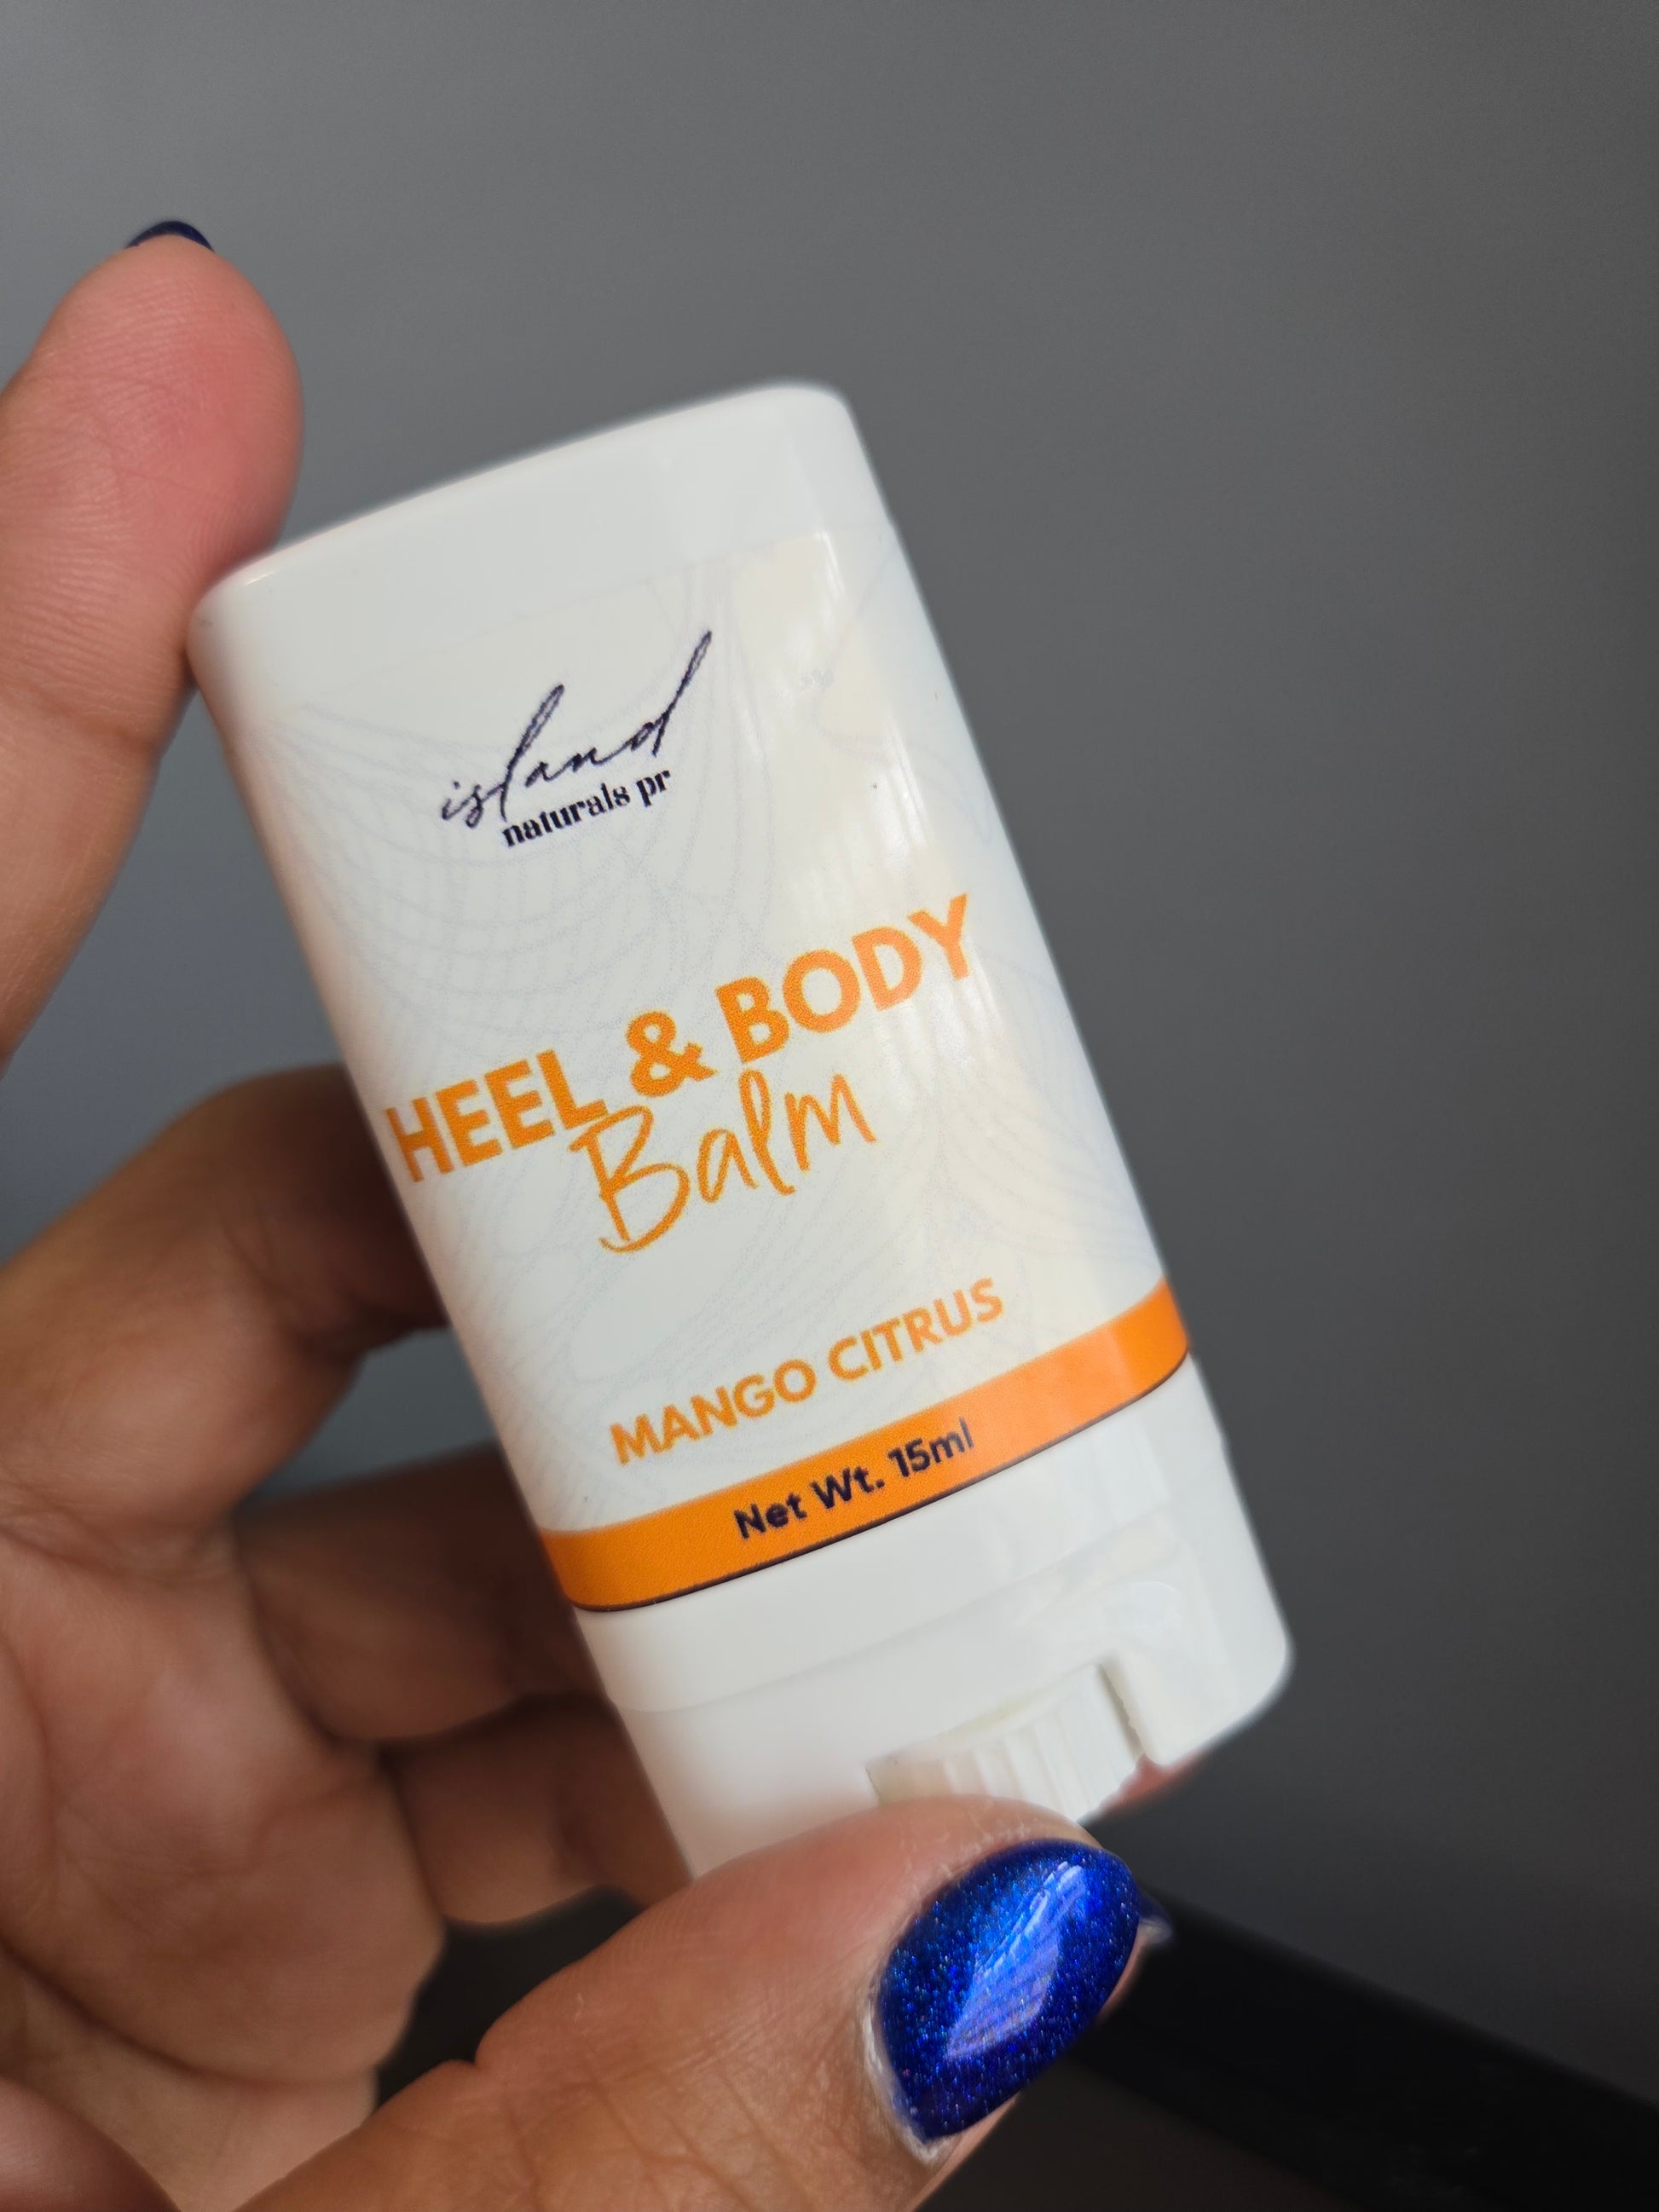 island
naturals pr
HEEL & BODY
Balm
MANGO CITRUS
Net Wt. 15ml